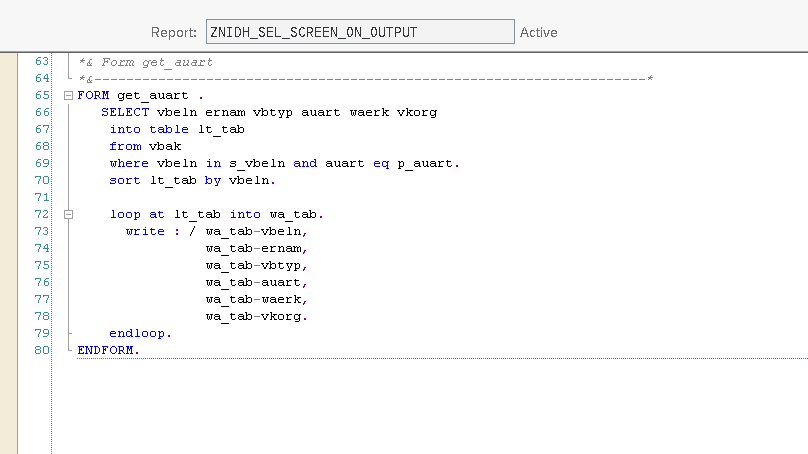 Report: ZNIDH_SEL_SCREEN_ON_OUTPUT Active
63 *& Form get_auart
64 *&---------------------------------------------------------------------*
65 FORM get_auart .
66 SELECT vbeln ernam vbtyp auart waerk vkorg
67 into table lt_tab
68 from vbak
69 where vbeln in s_vbeln and auart eq p_auart.
70 sort lt_tab by vbeln.
71
72 loop at lt_tab into wa_tab.
73 write : / wa_tab-vbeln,
74 wa_tab-ernam,
75 wa_tab-vbtyp,
76 wa_tab-auart,
77 wa_tab-waerk,
78 wa_tab-vkorg.
79 endloop.
80 ENDFORM.